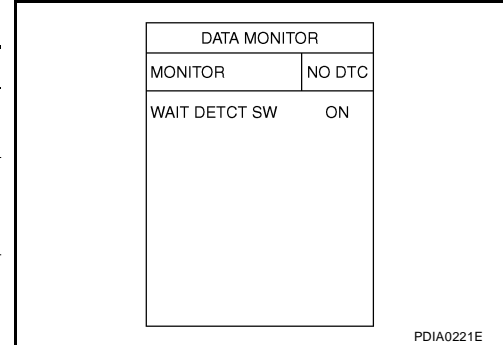 DATA MONITOR
MONITOR NO DTC
WAIT DETCT SW ON
PDIA0221E